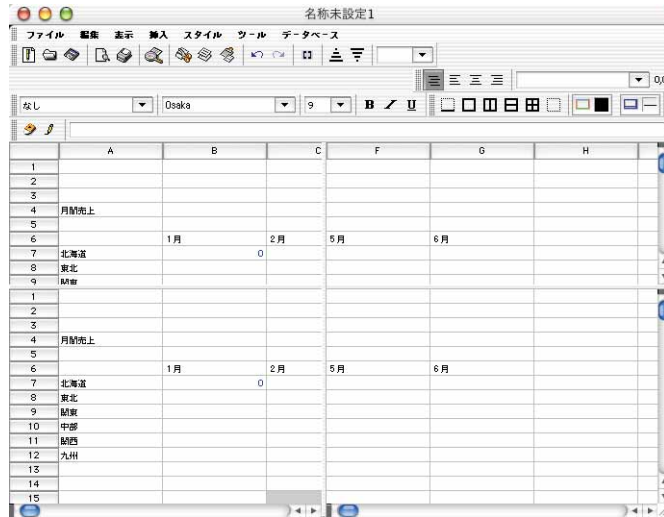 名称未設定1
ファイル 編集 表示 挿入 スタイル ツール データベース
0,0
なし Osaka 9 B I U
A B C F G H
1
2
3
4 月間売上
5
6 1月 2月 5月 6月
7 北海道 0
8 東北
9 関東
1
2
3
4 月間売上
5
6 1月 2月 5月 6月
7 北海道 0
8 東北
9 関東
10 中部
11 関西
12 九州
13
14
15